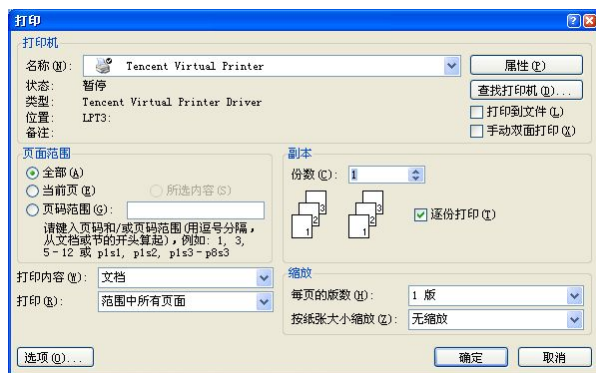 打印
打印机
名称(N): Tencent Virtual Printer 属性(P)
状态: 暂停 查找打印机(D)...
类型: Tencent Virtual Printer Driver
位置: LPT3: 打印到文件(L)
备注: 手动双面打印(X)
页面范围 副本
全部(A) 份数(C): 1
当前页(E) 所选内容(S)
页码范围(G):
请键入页码和/或页码范围(用逗号分隔,
从文档或节的开头算起), 例如: 1, 3,
5-12 或 p1s1, p1s2, p1s3-p8s3
3 3
2 2
1 1
逐份打印(T)
打印内容(W): 文档 缩放
打印(R): 范围中所有页面 每页的版数(H): 1 版
按纸张大小缩放(Z): 无缩放
选项(O)... 确定 取消